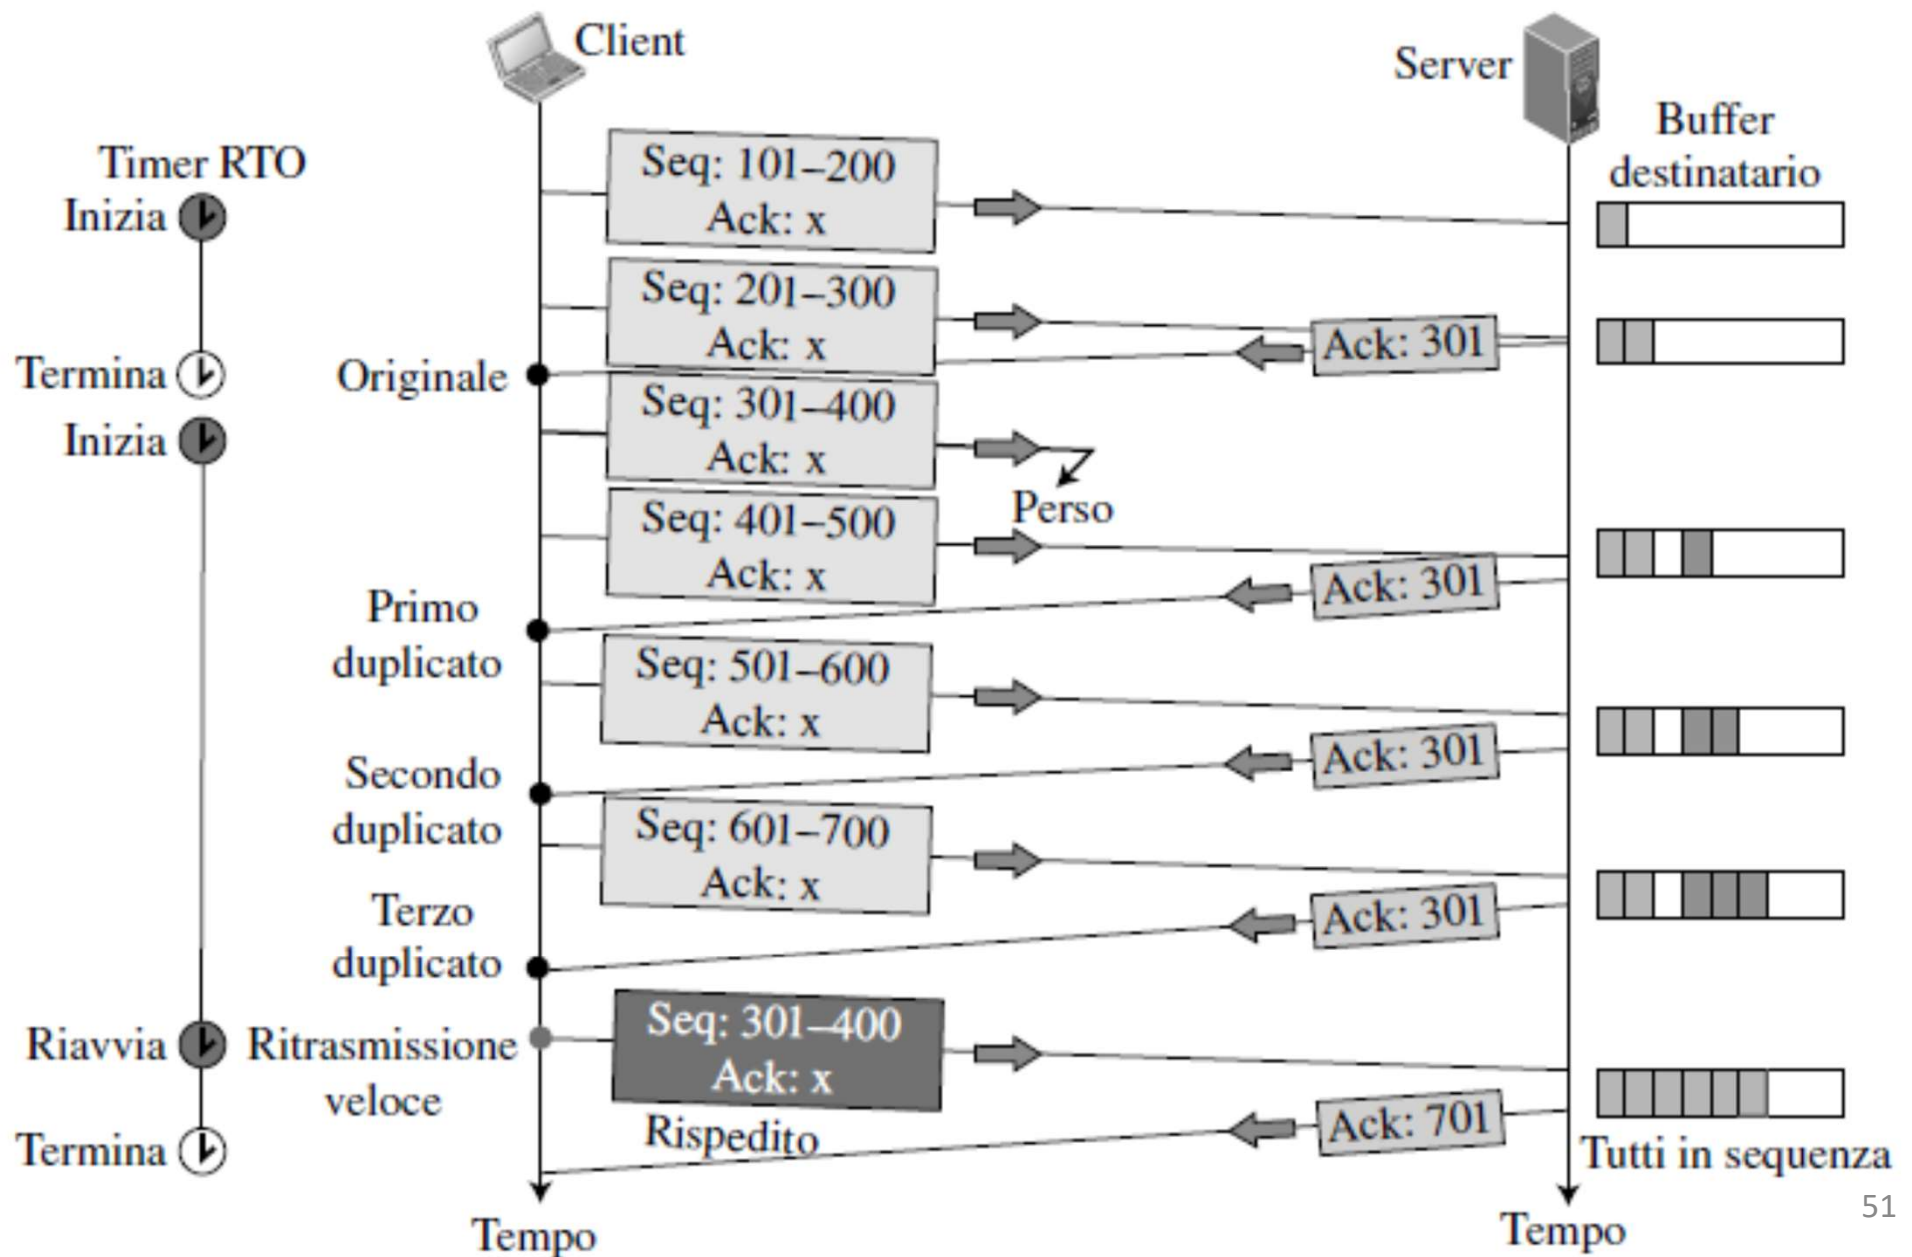 Client
Server
Buffer
destinatario
Timer RTO
Inizia
Seq: 101–200
Ack: x
Seq: 201–300
Ack: x
Ack: 301
Termina
Originale
Inizia
Seq: 301–400
Ack: x
Perso
Seq: 401–500
Ack: x
Ack: 301
Primo
duplicato
Seq: 501–600
Ack: x
Ack: 301
Secondo
duplicato
Seq: 601–700
Ack: x
Ack: 301
Terzo
duplicato
Riavvia
Ritrasmissione
veloce
Seq: 301–400
Ack: x
Rispedito
Ack: 701
Termina
Tutti in sequenza
Tempo
Tempo
51